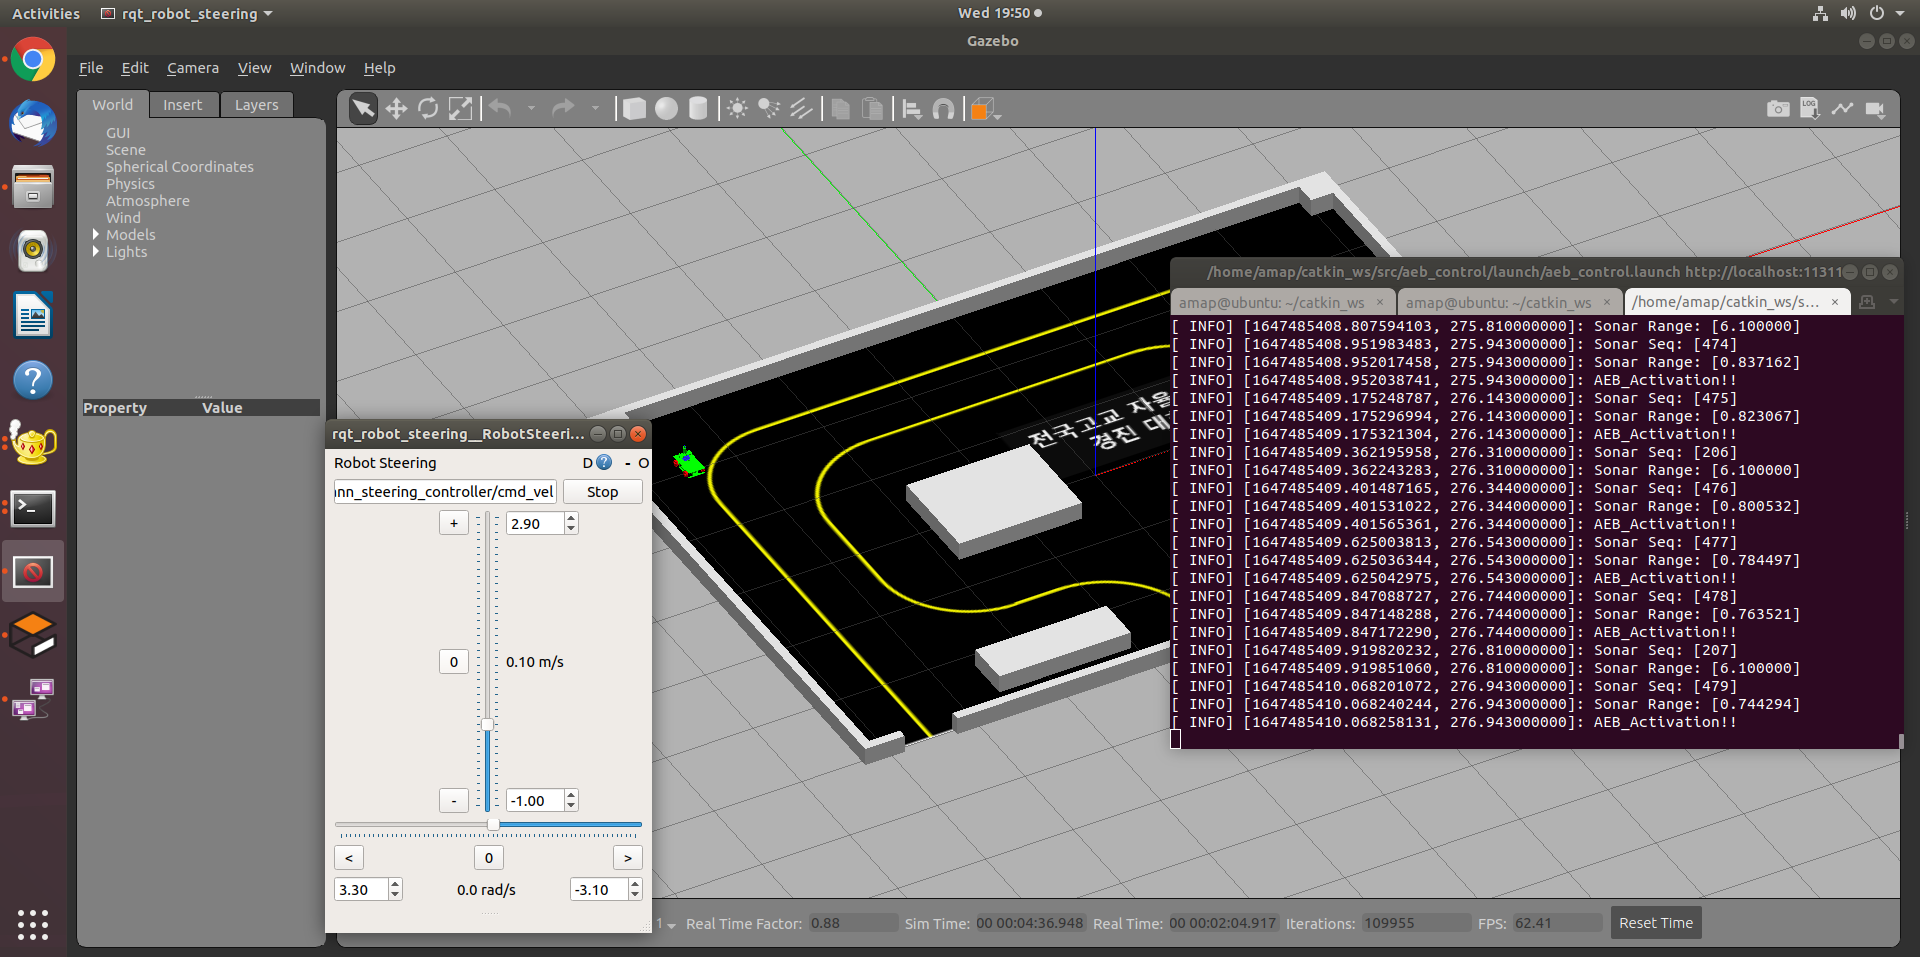 Activities
rqt_robot_steering
Wed 19:50
Gazebo
File Edit Camera View Window Help
World Insert Layers
GUI
Scene
Spherical Coordinates
Physics
Atmosphere
Wind
Models
Lights
Property Value
LOG
전국고교 자율
경진 대
rqt_robot_steering__RobotSteeri...
Robot Steering
D ? - O
nn_steering_controller/cmd_vel
Stop
+
2.90
0
0.10 m/s
-
-1.00
< 0 >
3.30
0.0 rad/s
-3.10
/home/amap/catkin_ws/src/aeb_control/launch/aeb_control.launch http://localhost:11311
amap@ubuntu: ~/catkin_ws × amap@ubuntu: ~/catkin_ws × /home/amap/catkin_ws/s... ×
[ INFO] [1647485408.807594103, 275.810000000]: Sonar Range: [6.100000]
[ INFO] [1647485408.951983483, 275.943000000]: Sonar Seq: [474]
[ INFO] [1647485408.952017458, 275.943000000]: Sonar Range: [0.837162]
[ INFO] [1647485408.952038741, 275.943000000]: AEB_Activation!!
[ INFO] [1647485409.175248787, 276.143000000]: Sonar Seq: [475]
[ INFO] [1647485409.175296994, 276.143000000]: Sonar Range: [0.823067]
[ INFO] [1647485409.175321304, 276.143000000]: AEB_Activation!!
[ INFO] [1647485409.362195958, 276.310000000]: Sonar Seq: [206]
[ INFO] [1647485409.362243283, 276.310000000]: Sonar Range: [6.100000]
[ INFO] [1647485409.401487165, 276.344000000]: Sonar Seq: [476]
[ INFO] [1647485409.401531022, 276.344000000]: Sonar Range: [0.800532]
[ INFO] [1647485409.401565361, 276.344000000]: AEB_Activation!!
[ INFO] [1647485409.625003813, 276.543000000]: Sonar Seq: [477]
[ INFO] [1647485409.625036344, 276.543000000]: Sonar Range: [0.784497]
[ INFO] [1647485409.625042975, 276.543000000]: AEB_Activation!!
[ INFO] [1647485409.847088727, 276.744000000]: Sonar Seq: [478]
[ INFO] [1647485409.847148288, 276.744000000]: Sonar Range: [0.763521]
[ INFO] [1647485409.847172290, 276.744000000]: AEB_Activation!!
[ INFO] [1647485409.919820232, 276.810000000]: Sonar Seq: [207]
[ INFO] [1647485409.919851060, 276.810000000]: Sonar Range: [6.100000]
[ INFO] [1647485410.068201072, 276.943000000]: Sonar Seq: [479]
[ INFO] [1647485410.068240244, 276.943000000]: Sonar Range: [0.744294]
[ INFO] [1647485410.068258131, 276.943000000]: AEB_Activation!!
1 Real Time Factor: 0.88 Sim Time: 00 00:04:36.948 Real Time: 00 00:02:04.917 Iterations: 109955 FPS: 62.41 Reset Time